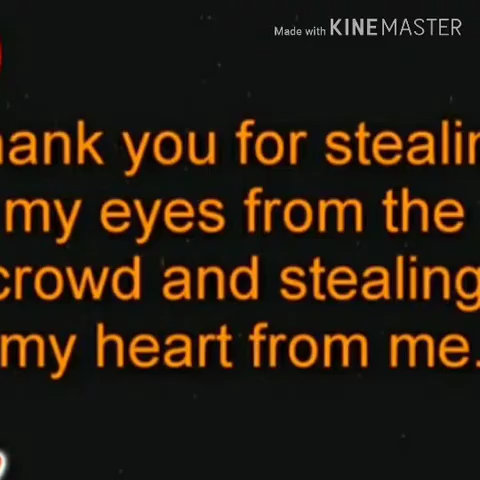 Made with KINEMASTER
hank you for stealin
my eyes from the
crowd and stealing
my heart from me.